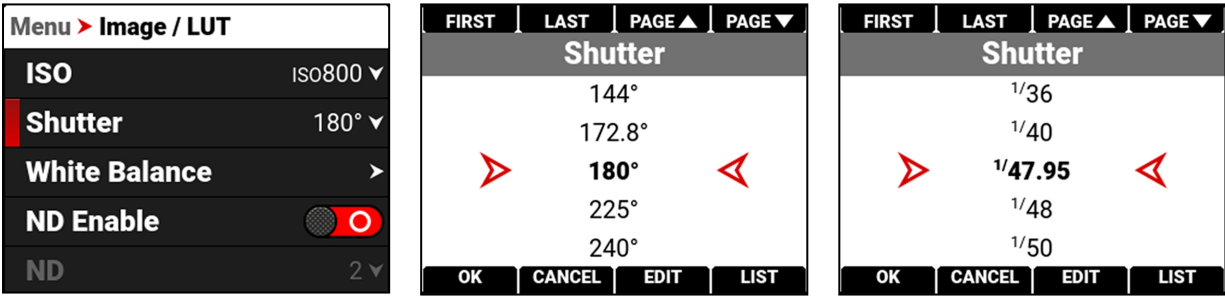 Menu ➤ Image / LUT
ISO ISO800
Shutter 180°
White Balance
ND Enable
ND 2
FIRST LAST PAGE▲ PAGE▼
Shutter
144°
172.8°
180°
225°
240°
OK CANCEL EDIT LIST
FIRST LAST PAGE▲ PAGE▼
Shutter
1/36
1/40
1/47.95
1/48
1/50
OK CANCEL EDIT LIST